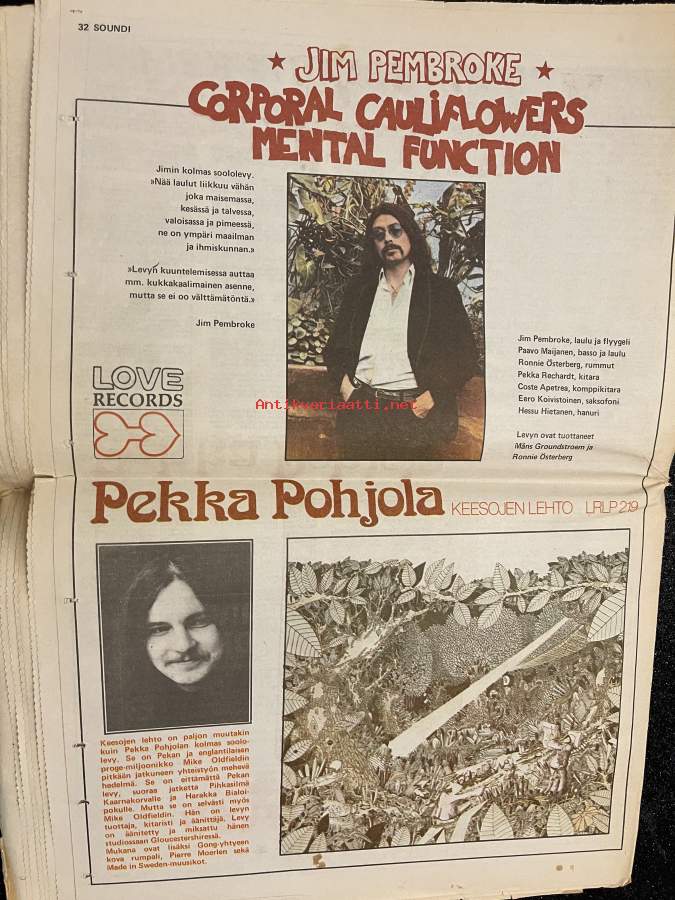 32 SOUNDI
JIM PEMBROKE
CORPORAL CAULIFLOWERS
MENTAL FUNCTION
Jimin kolmas soololevy.
»Nää laulut liikkuu vähän
joka maisemassa,
kesässä ja talvessa,
valoisassa ja pimeessä,
ne on ympäri maailman
ja ihmiskunnan.»
»Levyn kuuntelemisessa auttaa
mm. kukkakaalimainen asenne,
mutta se ei oo välttämätöntä.»
Jim Pembroke
LOVE
RECORDS
Antikvariaatti.net
Jim Pembroke, laulu ja flyygeli
Paavo Maijanen, basso ja laulu
Ronnie Österberg, rummut
Pekka Rechardt, kitara
Coste Apetrea, komppikitara
Eero Koivistoinen, saksofoni
Hessu Hietanen, hanuri
Levyn ovat tuottaneet
Måns Groundstroem ja
Ronnie Österberg
Pekka Pohjola KEESOJEN LEHTO LRLP 219
Keesojen lehto on paljon muutakin
kuin Pekka Pohjolan kolmas soolo-
levy. Se on Pekan ja englantilaisen
proge-miljoonikko Mike Oldfieldin
pitkään jatkuneen yhteistyön mehevä
hedelmä. Se on eittämättä Pekan
levy, suoraa jatketta Pihkasilmä
Kaarnakorvalle ja Harakka Bialoi-
pokulle. Mutta se on selvästi myös
Mike Oldfieldin. Hän on levyn
tuottaja, kitaristi ja äänittäjä. Levy
on äänitetty ja miksattu hänen
studiossaan Gloucestershiressä.
Mukana ovat lisäksi Gong-yhtyeen
kova rumpali, Pierre Moerlen sekä
Made in Sweden-muusikot.